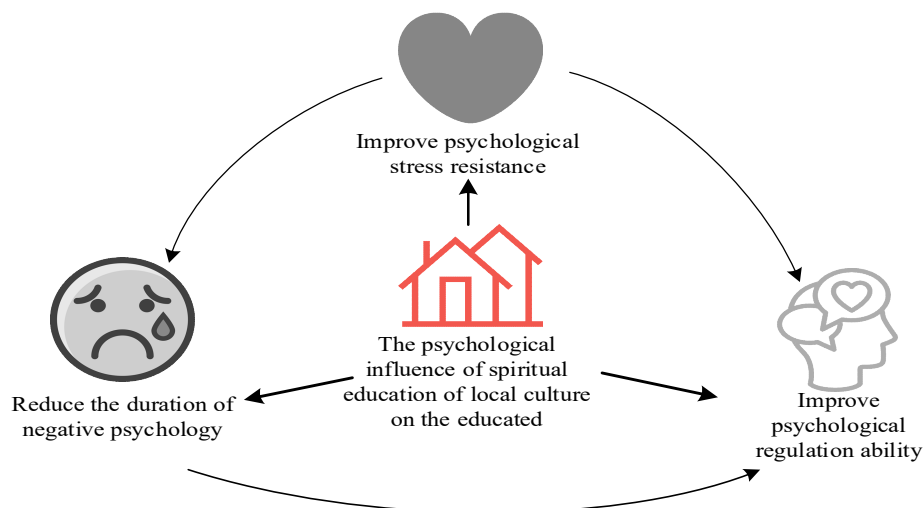 Improve psychological
stress resistance
The psychological
influence of spiritual
education of local culture
on the educated
Reduce the duration of
negative psychology
Improve
psychological
regulation ability